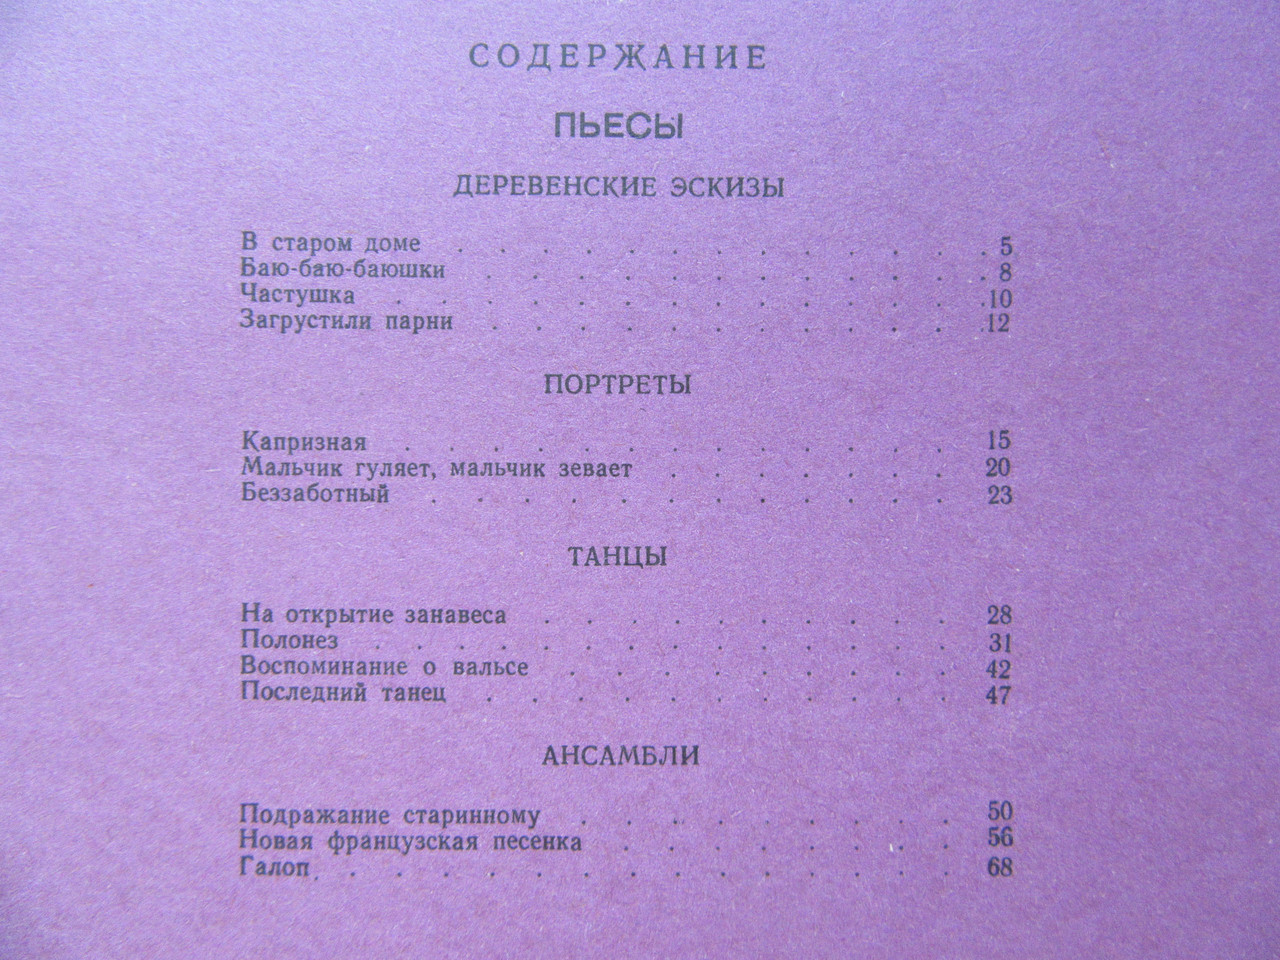 СОДЕРЖАНИЕ
ПЬЕСЫ
ДЕРЕВЕНСКИЕ ЭСКИЗЫ
В старом доме . . . . . . . . . . . . . 5
Баю-баю-баюшки . . . . . . . . . . . . 8
Частушка . . . . . . . . . . . . . . 10
Загрустили парни . . . . . . . . . . . . 12
ПОРТРЕТЫ
Капризная . . . . . . . . . . . . . 15
Мальчик гуляет, мальчик зевает . . . . . . . 20
Беззаботный . . . . . . . . . . . . 23
ТАНЦЫ
На открытие занавеса . . . . . . . . . . 28
Полонез . . . . . . . . . . . . . . 31
Воспоминание о вальсе . . . . . . . . . 42
Последний танец . . . . . . . . . . . 47
АНСАМБЛИ
Подражание старинному . . . . . . . . . 50
Новая французская песенка . . . . . . . . 56
Галоп . . . . . . . . . . . . . . . 68